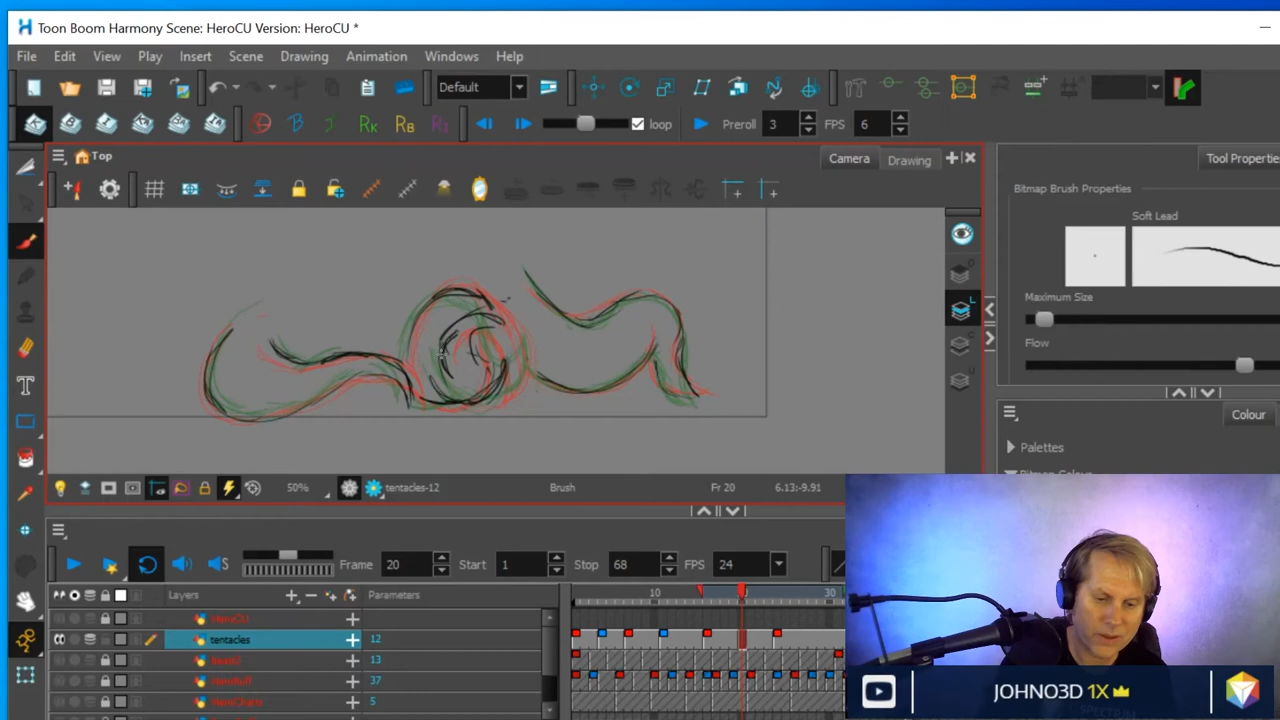 Toon Boom Harmony Scene: HeroCU Version: HeroCU *
File Edit View Play Insert Scene Drawing Animation Windows Help
Default
RK RB loop Preroll 3 FPS 6
Top Camera Drawing Tool Properties
Bitmap Brush Properties
Soft Lead
Maximum Size
Flow
Colour
Palettes
50% tentacles-12 Brush Fr 20 6.13:-9.91
Frame 20 Start 1 Stop 68 FPS 24
Layers Parameters 10 30
HeroCU
tentacles 12
13
37
5
JOHNO3D 1X